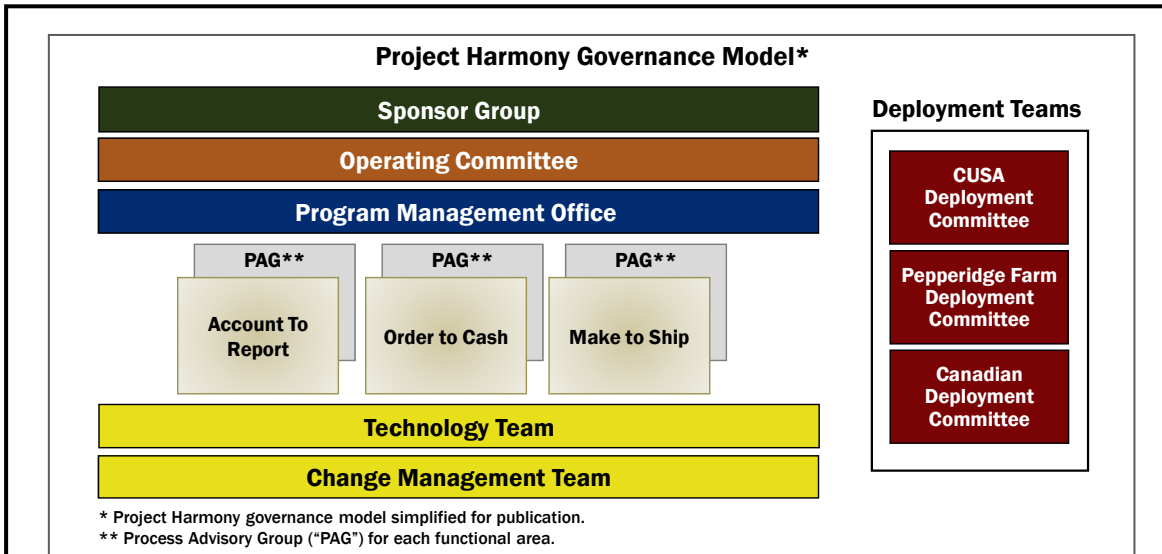 Project Harmony Governance Model*
Sponsor Group
Operating Committee
Program Management Office
PAG**
Account To
Report
PAG**
Order to Cash
PAG**
Make to Ship
Technology Team
Change Management Team
* Project Harmony governance model simplified for publication.
** Process Advisory Group (“PAG”) for each functional area.
Deployment Teams
CUSA
Deployment
Committee
Pepperidge Farm
Deployment
Committee
Canadian
Deployment
Committee